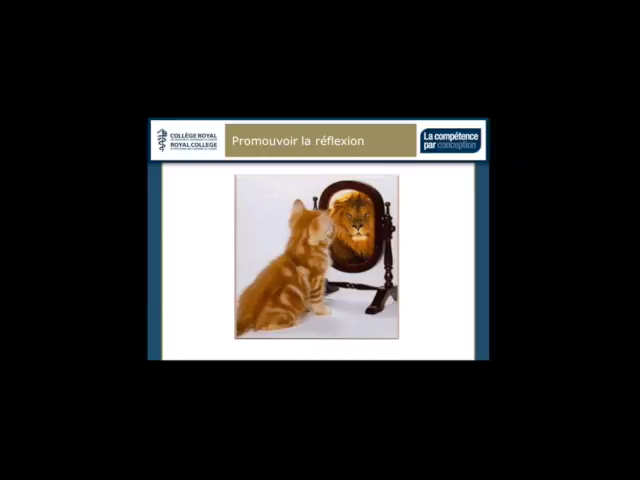 COLLÈGE ROYAL
ROYAL COLLEGE
Promouvoir la réflexion
La compétence
par conception